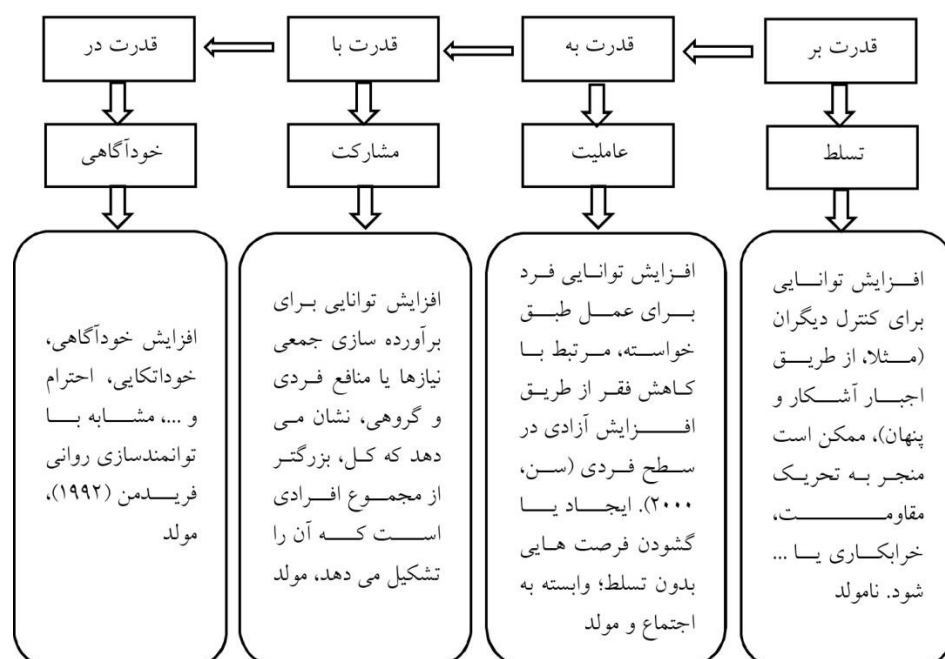 قدرت بر
قدرت به
قدرت با
قدرت در
تسلط
عاملیت
مشارکت
خودآگاهی
افزایش توانایی
برای کنترل دیگران
(مثلا، از طریق
اجبار آشکار و
پنهان)، ممکن است
منجر به تحریک
مقاومت،
خرابکاری یا ...
شود. نامولد
افزایش توانایی فرد
برای عمل طبق
خواسته، مرتبط با
کاهش فقر از طریق
افزایش آزادی در
سطح فردی (سن،
۲۰۰۰). ایجاد یا
گشودن فرصت هایی
بدون تسلط؛ وابسته به
اجتماع و مولد
افزایش توانایی برای
برآورده سازی جمعی
نیازها یا منافع فردی
و گروهی، نشان می
دهد که کل، بزرگتر
از مجموع افرادی
است که آن را
تشکیل می دهد، مولد
افزایش خودآگاهی،
خوداتکایی، احترام
و ...، مشابه با
توانمندسازی روانی
فریدمن (۱۹۹۲)،
مولد